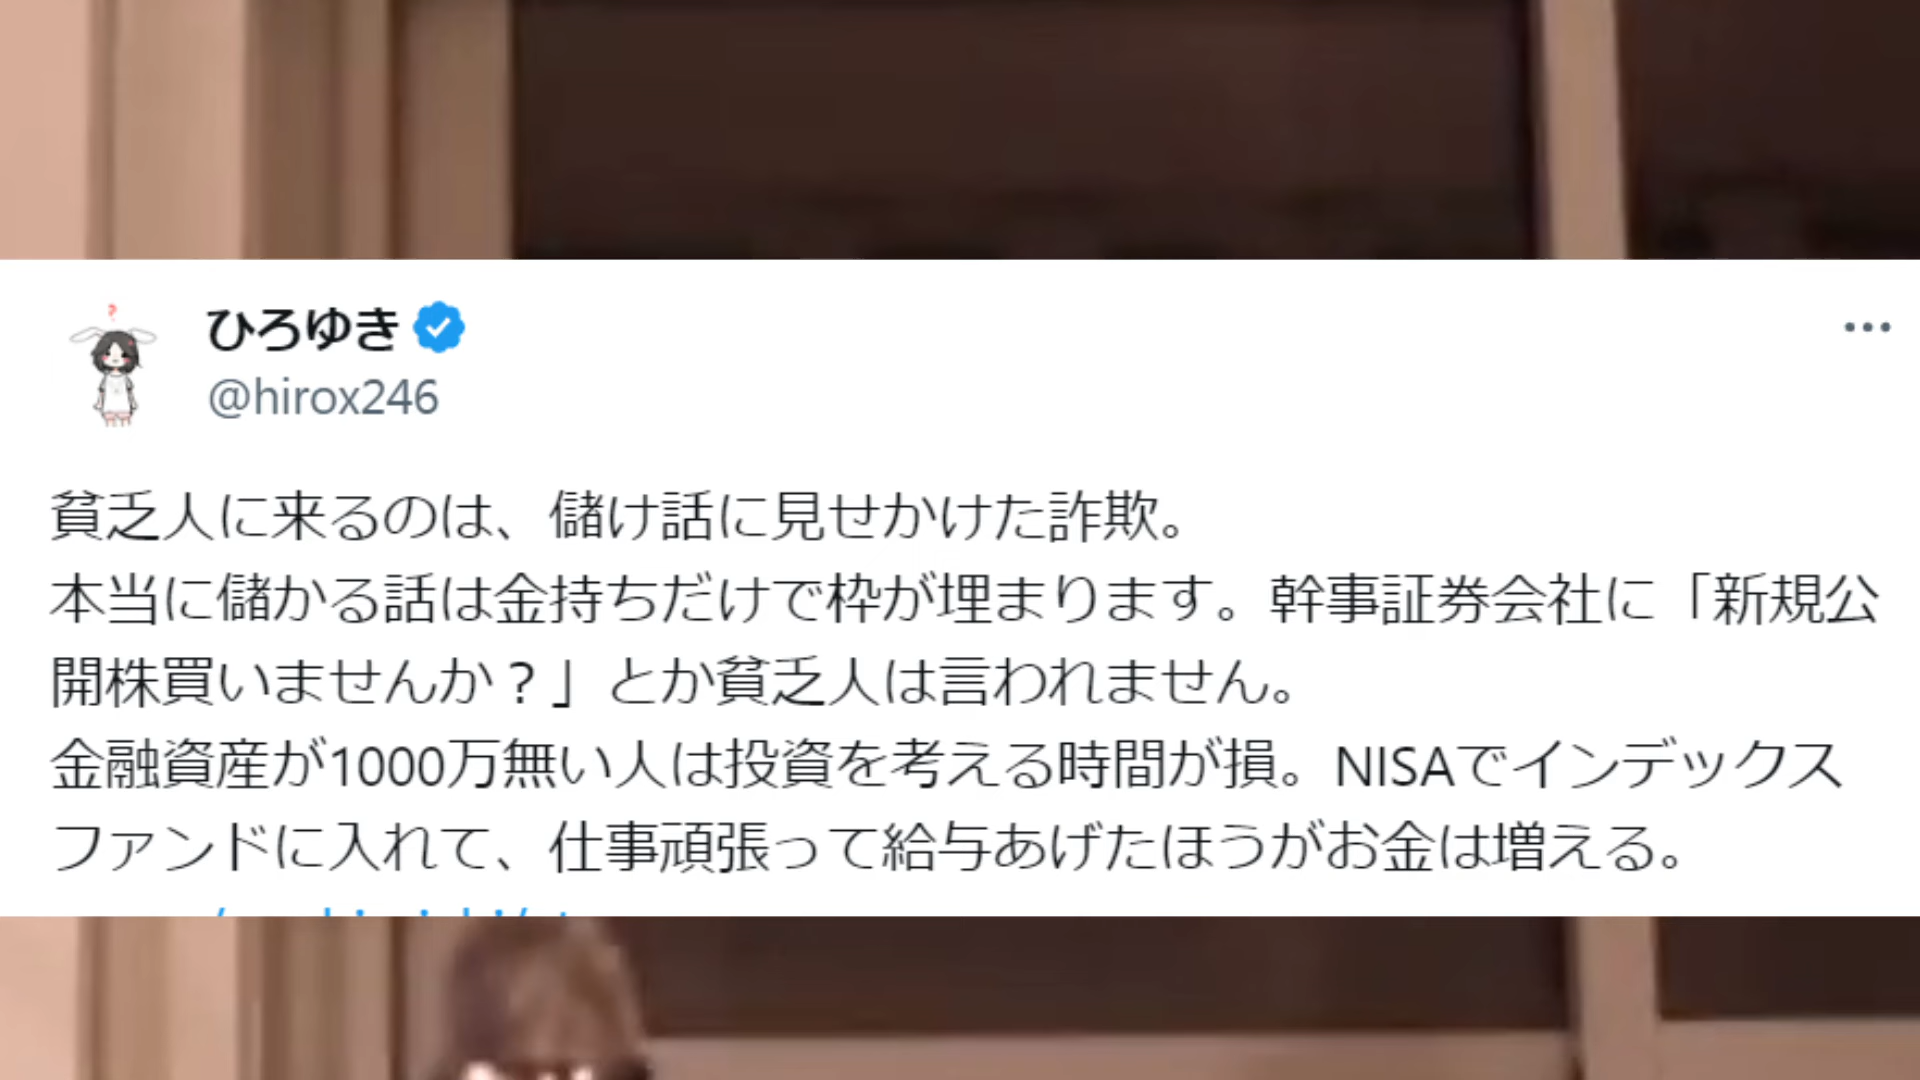 ?
ひろゆき
@hirox246
貧乏人に来るのは、儲け話に見せかけた詐欺。
本当に儲かる話は金持ちだけで枠が埋まります。幹事証券会社に「新規公
開株買いませんか？」とか貧乏人は言われません。
金融資産が1000万無い人は投資を考える時間が損。NISAでインデックス
ファンドに入れて、仕事頑張って給与あげたほうがお金は増える。